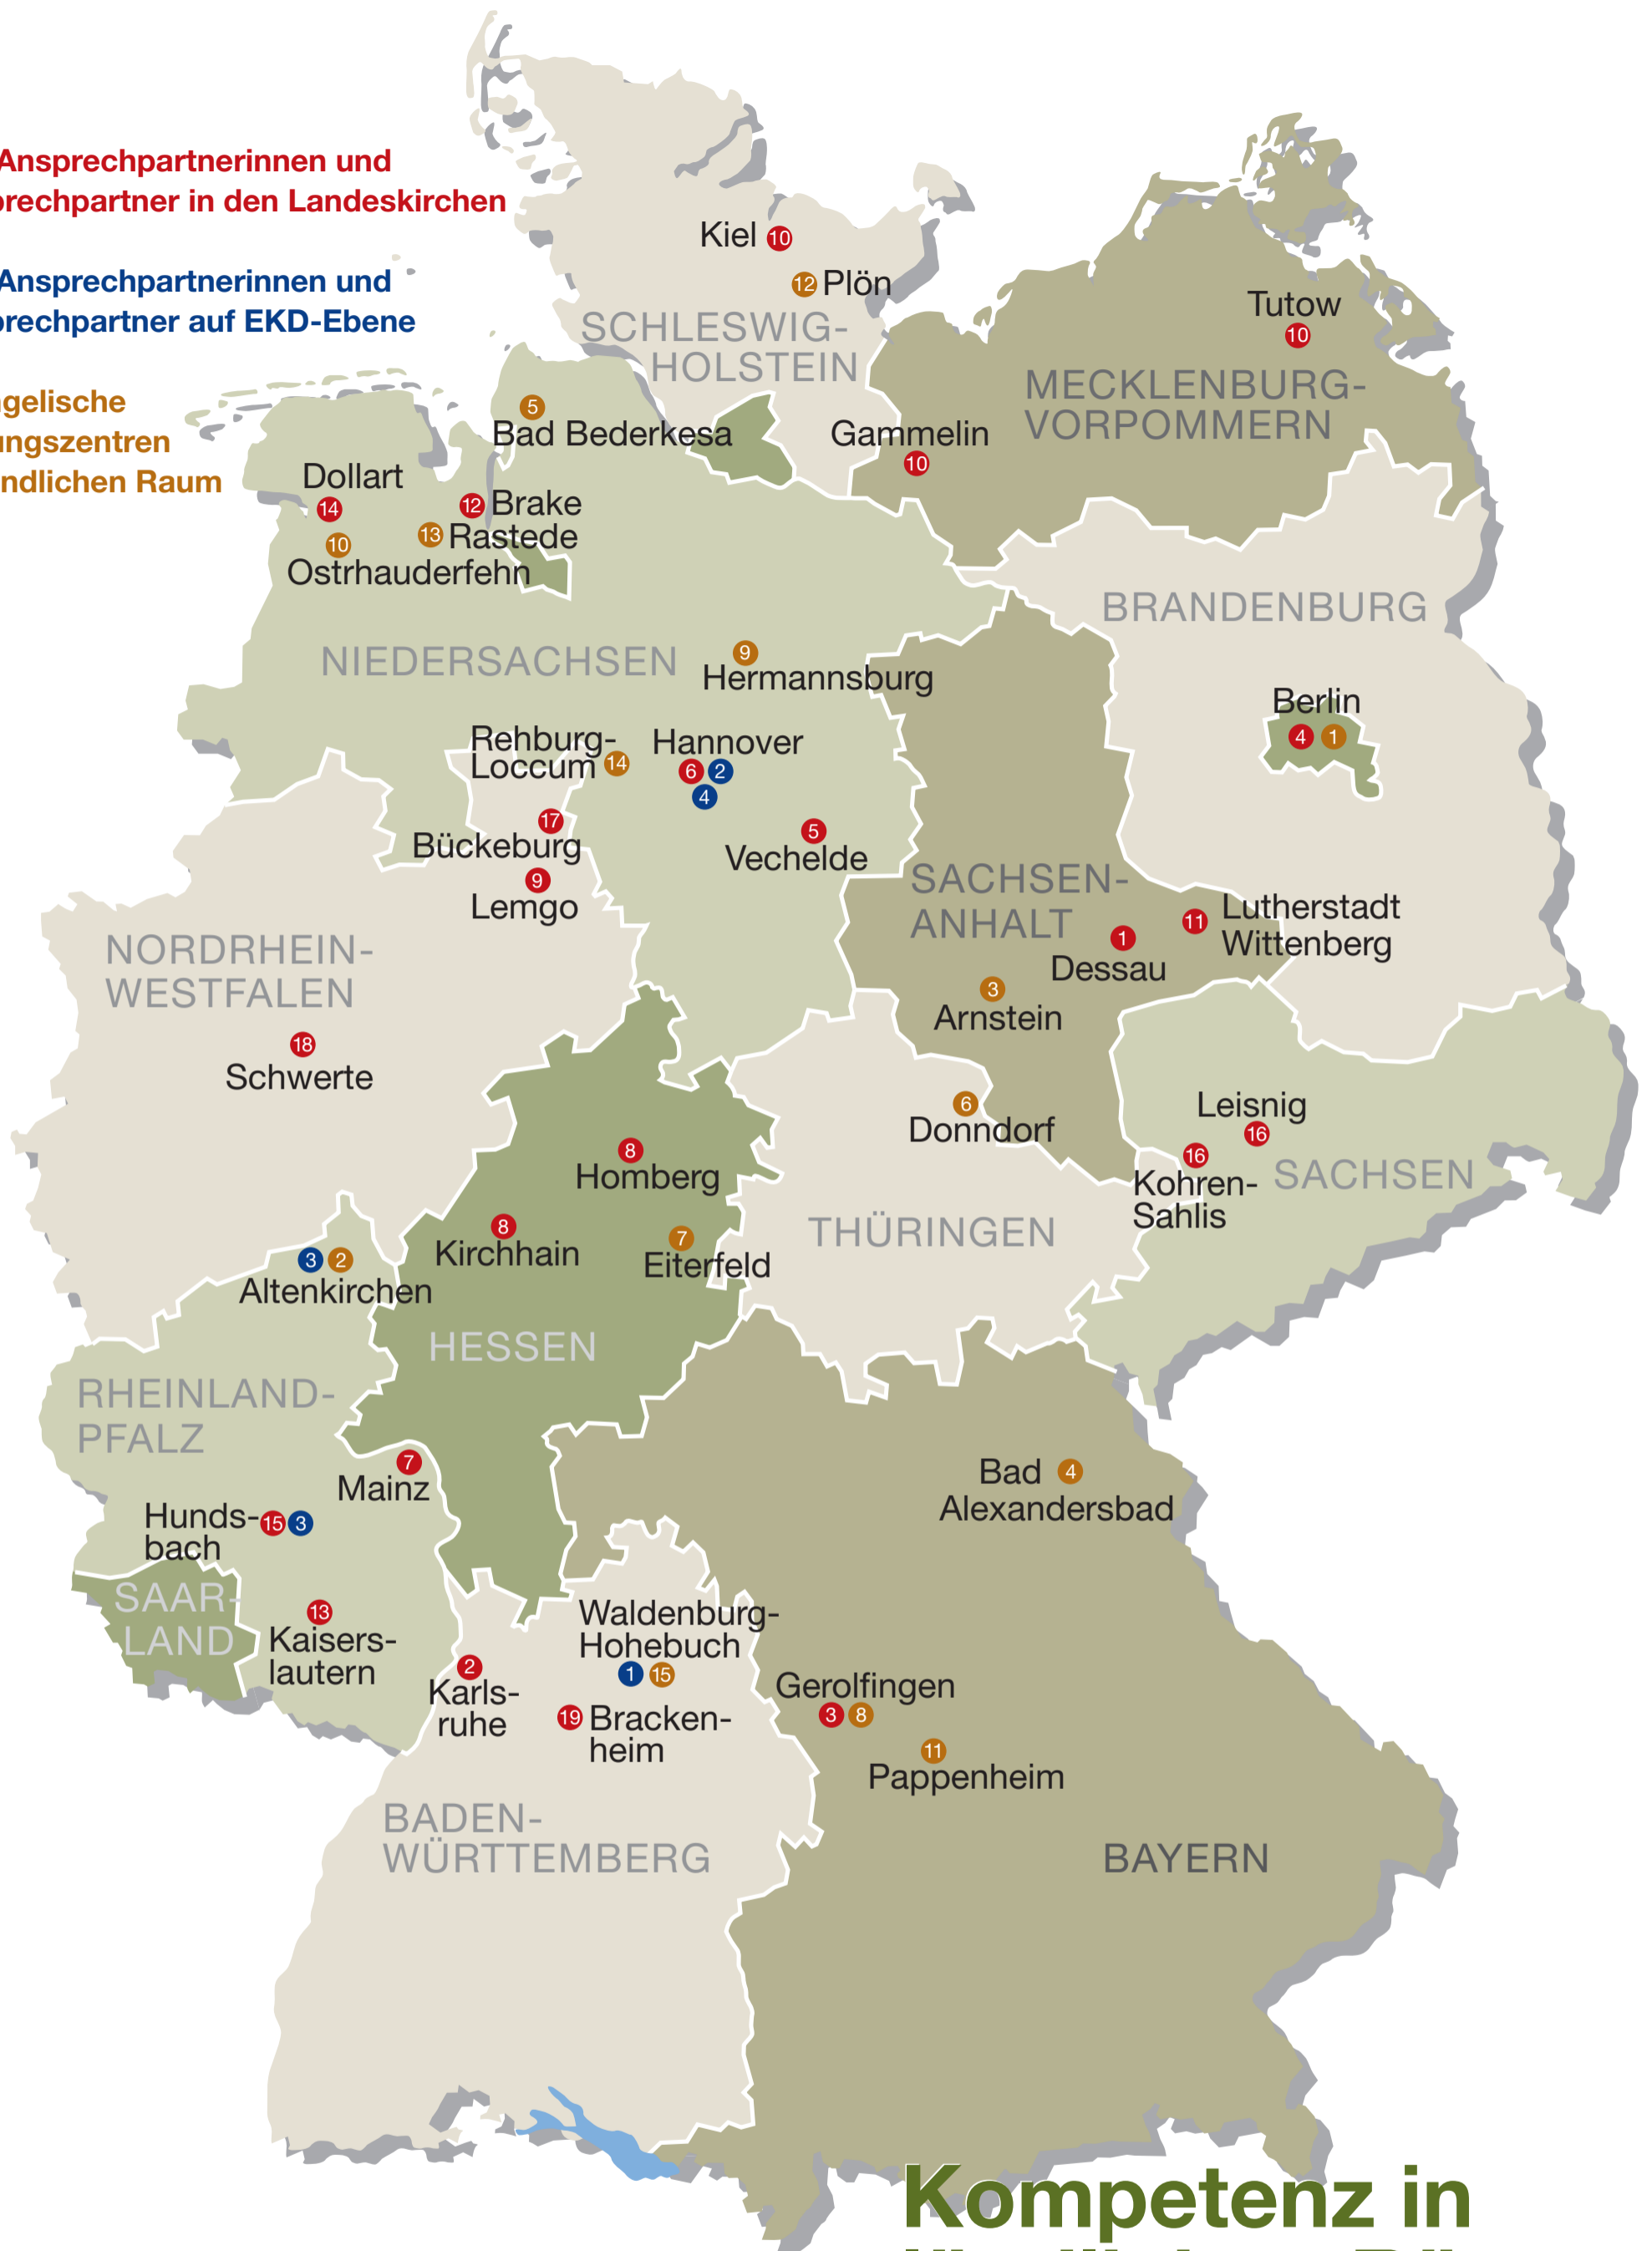 Ansprechpartnerinnen und
prechpartner in den Landeskirchen
Ansprechpartnerinnen und
prechpartner auf EKD-Ebene
gelische
ungszentren
ndlichen Raum
Kiel 10
12 Plön
SCHLESWIG-
HOLSTEIN
Tutow
10
MECKLENBURG-
VORPOMMERN
5
Bad Bederkesa
Gammelin
10
Dollart
14
12 Brake
13 Rastede
10
Ostrhauderfehn
BRANDENBURG
NIEDERSACHSEN
9
Hermannsburg
Berlin
4 1
Rehburg-
Loccum 14
Hannover
6 2
4
17
Bückeburg
5
Vechelde
9
Lemgo
SACHSEN-
ANHALT
11 Lutherstadt
Wittenberg
1
Dessau
NORDRHEIN-
WESTFALEN
3
Arnstein
18
Schwerte
6
Donndorf
Leisnig
16
16
Kohren-
Sahlis
SACHSEN
8
Homberg
THÜRINGEN
8
Kirchhain
7
Eiterfeld
3 2
Altenkirchen
HESSEN
RHEINLAND-
PFALZ
7
Mainz
Bad 4
Alexandersbad
Hunds- 15 3
bach
SAAR-
LAND
13
Kaisers-
lautern
Waldenburg-
Hohebuch
1 15
2
Karls-
ruhe
19 Bracken-
heim
Gerolfingen
3 8
11
Pappenheim
BADEN-
WÜRTTEMBERG
BAYERN
Kompetenz in